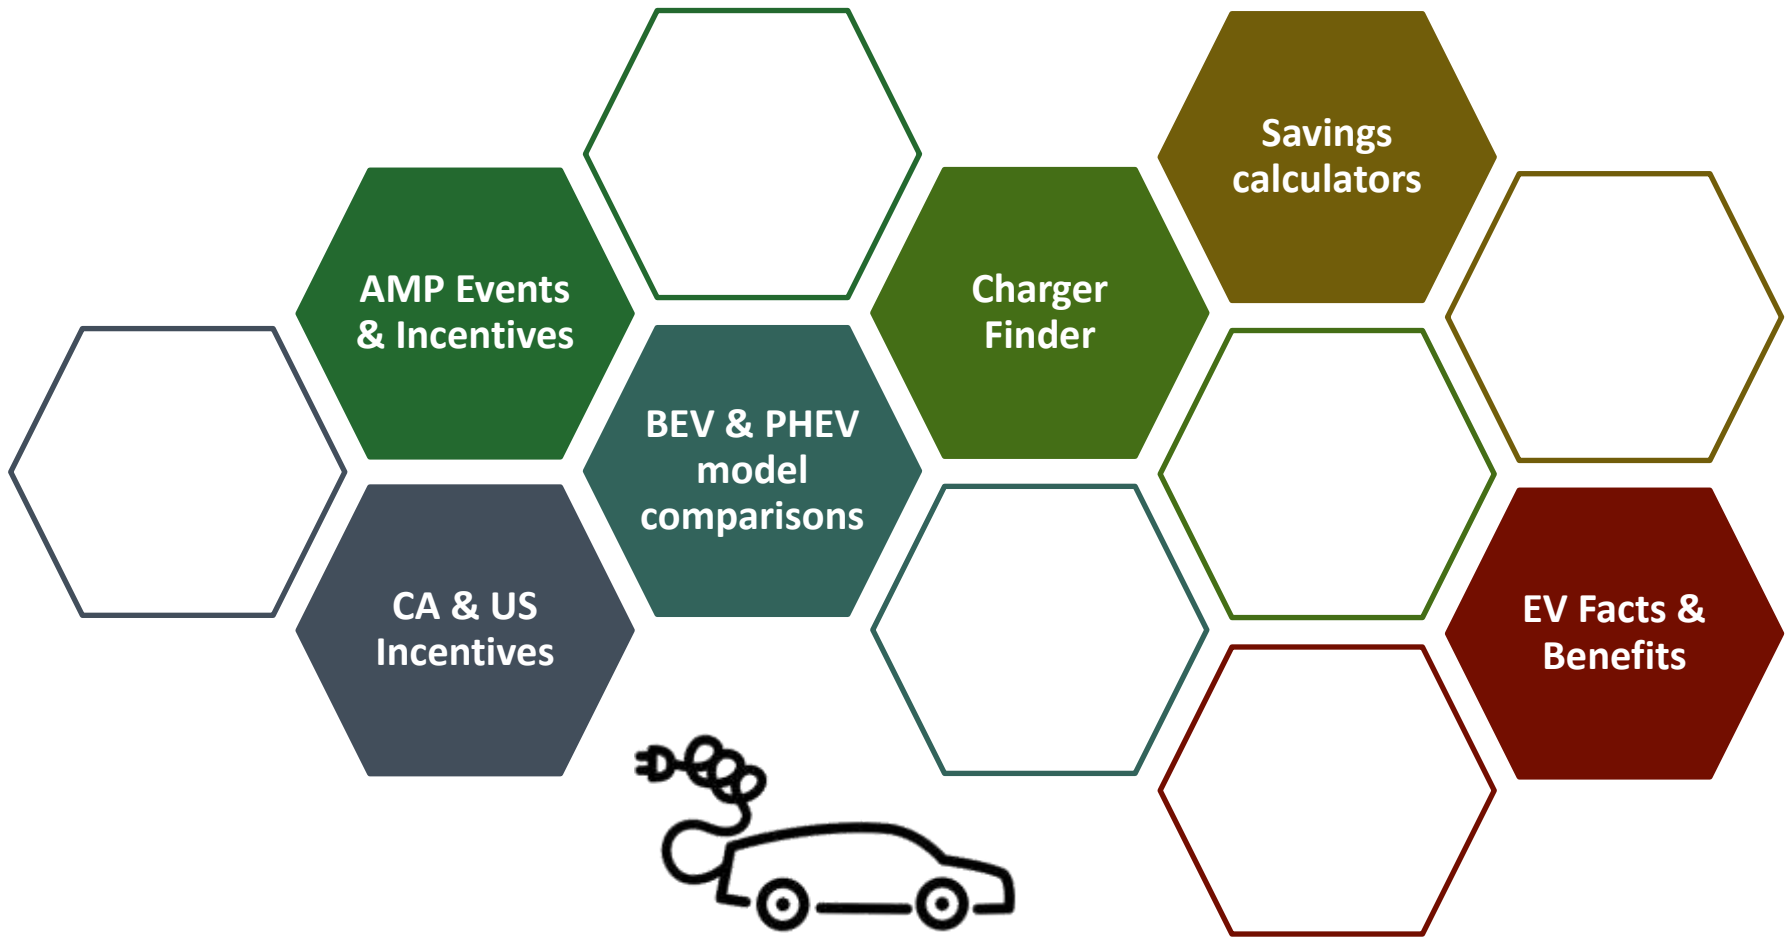 Savings
calculators
AMP Events
& Incentives
Charger
Finder
BEV & PHEV
model
comparisons
CA & US
Incentives
EV Facts &
Benefits